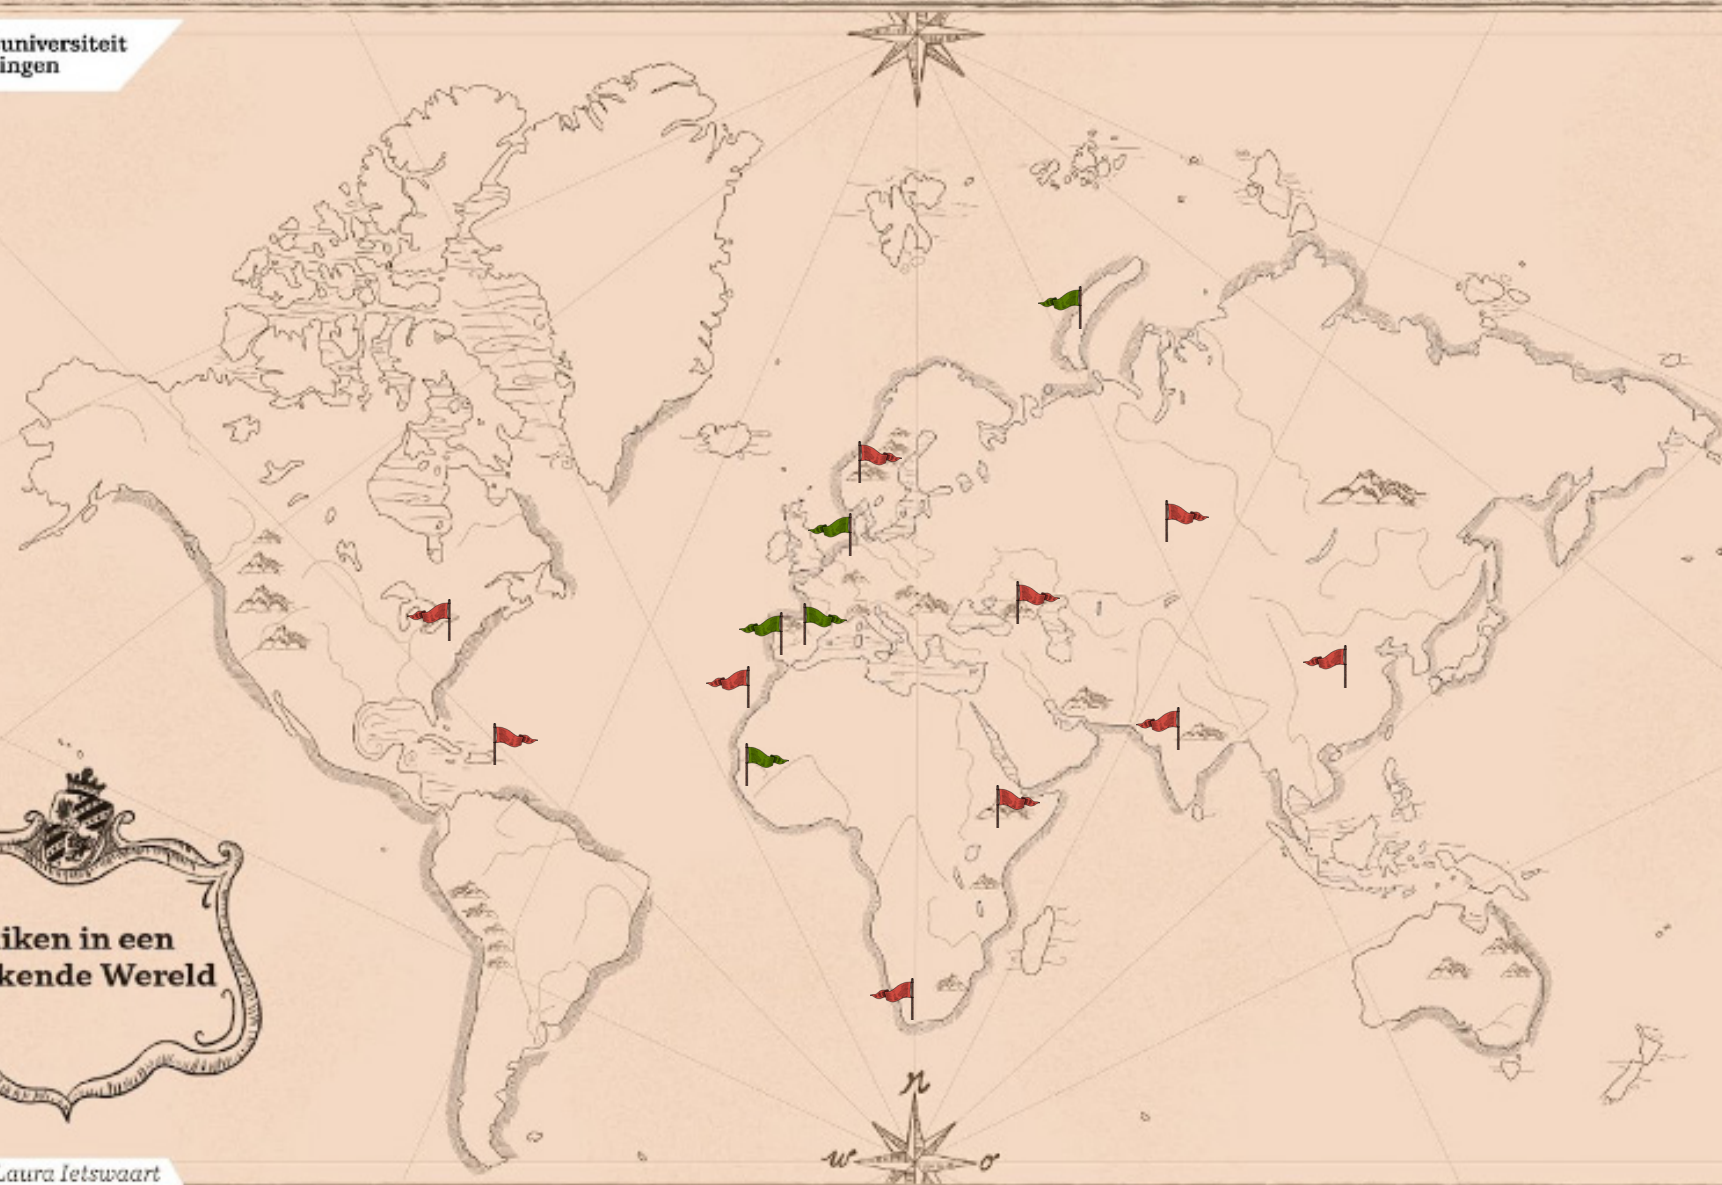 universiteit
ingen
iken in een
kende Wereld
n
w
o
Laura Ietswaart